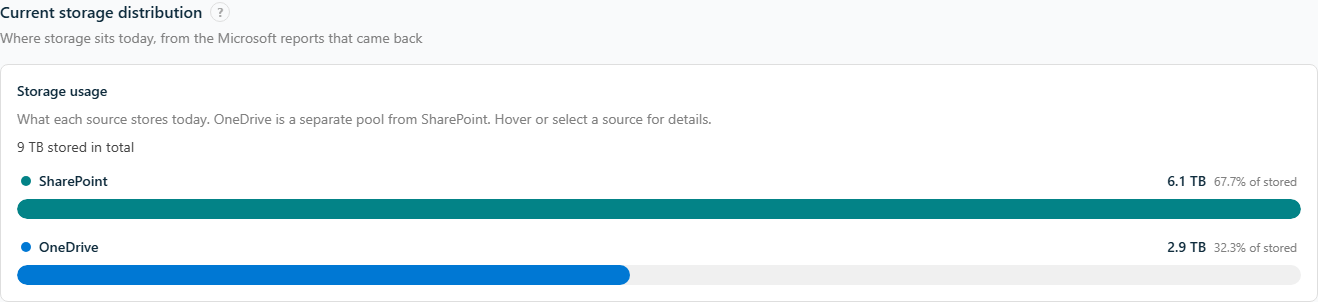 Current storage distribution ?
Where storage sits today, from the Microsoft reports that came back
Storage usage
What each source stores today. OneDrive is a separate pool from SharePoint. Hover or select a source for details.
9 TB stored in total
SharePoint 6.1 TB 67.7% of stored
OneDrive 2.9 TB 32.3% of stored